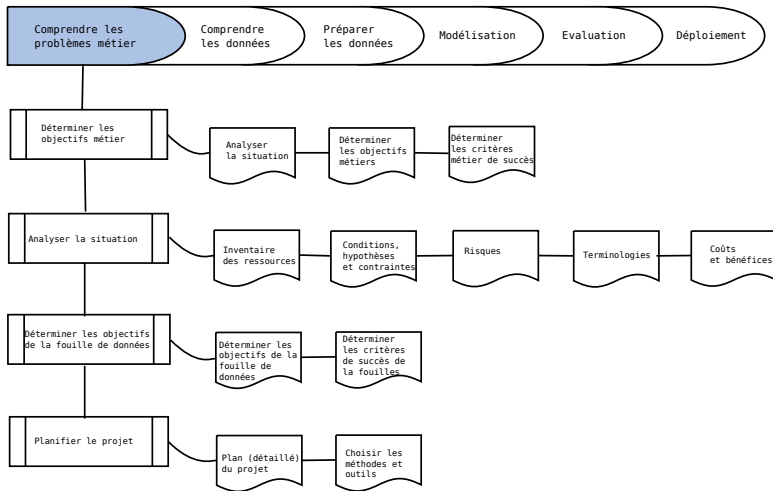 Comprendre les
problèmes métier
Comprendre
les données
Préparer
les données
Modélisation
Evaluation
Déploiement
Déterminer les
objectifs métier
Analyser
la situation
Déterminer
les objectifs
métiers
Déterminer
les critères
métier de succès
Analyser la situation
Inventaire
des ressources
Conditions,
hypothèses
et contraintes
Risques
Terminologies
Coûts
et bénéfices
Déterminer les objectifs
de la fouille de données
Déterminer les
objectifs de la
fouille de
données
Déterminer
les critères
de succès de
la fouilles
Planifier le projet
Plan (détaillé)
du projet
Choisir les
méthodes et
outils